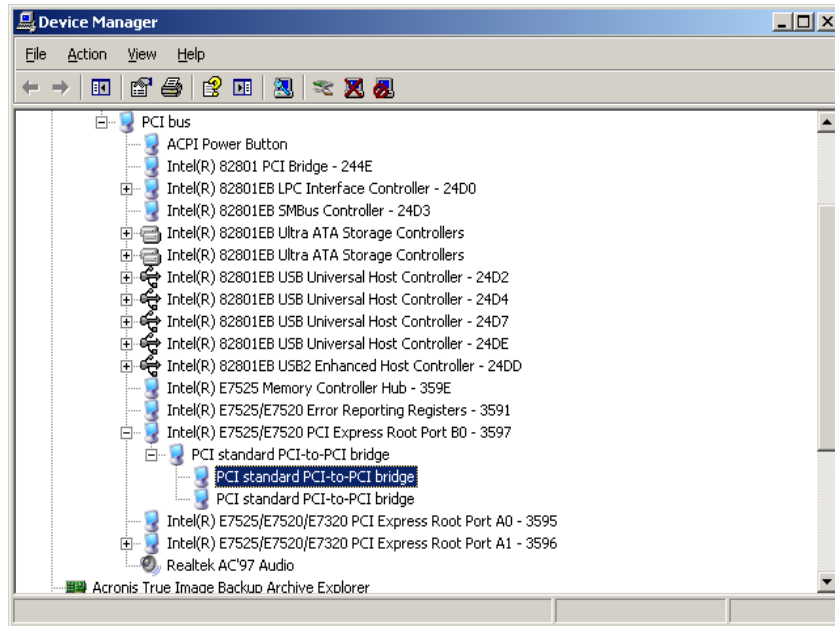 Device Manager
File Action View Help
PCI bus
ACPI Power Button
Intel(R) 82801 PCI Bridge - 244E
Intel(R) 82801EB LPC Interface Controller - 24D0
Intel(R) 82801EB SMBus Controller - 24D3
Intel(R) 82801EB Ultra ATA Storage Controllers
Intel(R) 82801EB Ultra ATA Storage Controllers
Intel(R) 82801EB USB Universal Host Controller - 24D2
Intel(R) 82801EB USB Universal Host Controller - 24D4
Intel(R) 82801EB USB Universal Host Controller - 24D7
Intel(R) 82801EB USB Universal Host Controller - 24DE
Intel(R) 82801EB USB2 Enhanced Host Controller - 24DD
Intel(R) E7525 Memory Controller Hub - 359E
Intel(R) E7525/E7520 Error Reporting Registers - 3591
Intel(R) E7525/E7520 PCI Express Root Port B0 - 3597
PCI standard PCI-to-PCI bridge
PCI standard PCI-to-PCI bridge
PCI standard PCI-to-PCI bridge
Intel(R) E7525/E7520/E7320 PCI Express Root Port A0 - 3595
Intel(R) E7525/E7520/E7320 PCI Express Root Port A1 - 3596
Realtek AC'97 Audio
Acronis True Image Backup Archive Explorer